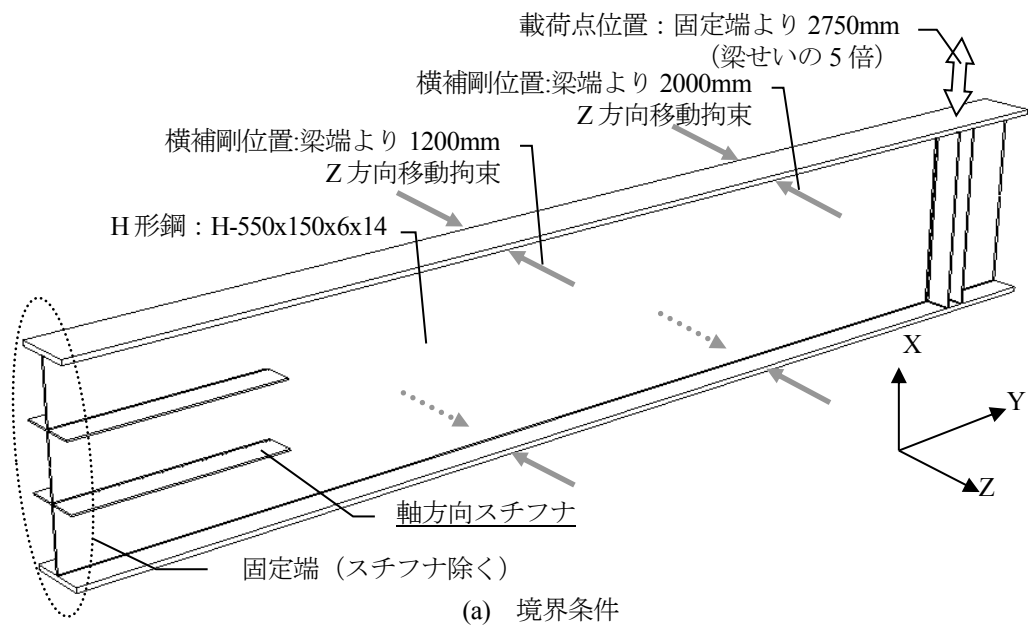 載荷点位置：固定端より 2750mm
（梁せいの 5 倍）
横補剛位置:梁端より 2000mm
Z 方向移動拘束
横補剛位置:梁端より 1200mm
Z 方向移動拘束
H 形鋼：H-550x150x6x14
X
Y
Z
軸方向スチフナ
固定端（スチフナ除く）
(a) 境界条件